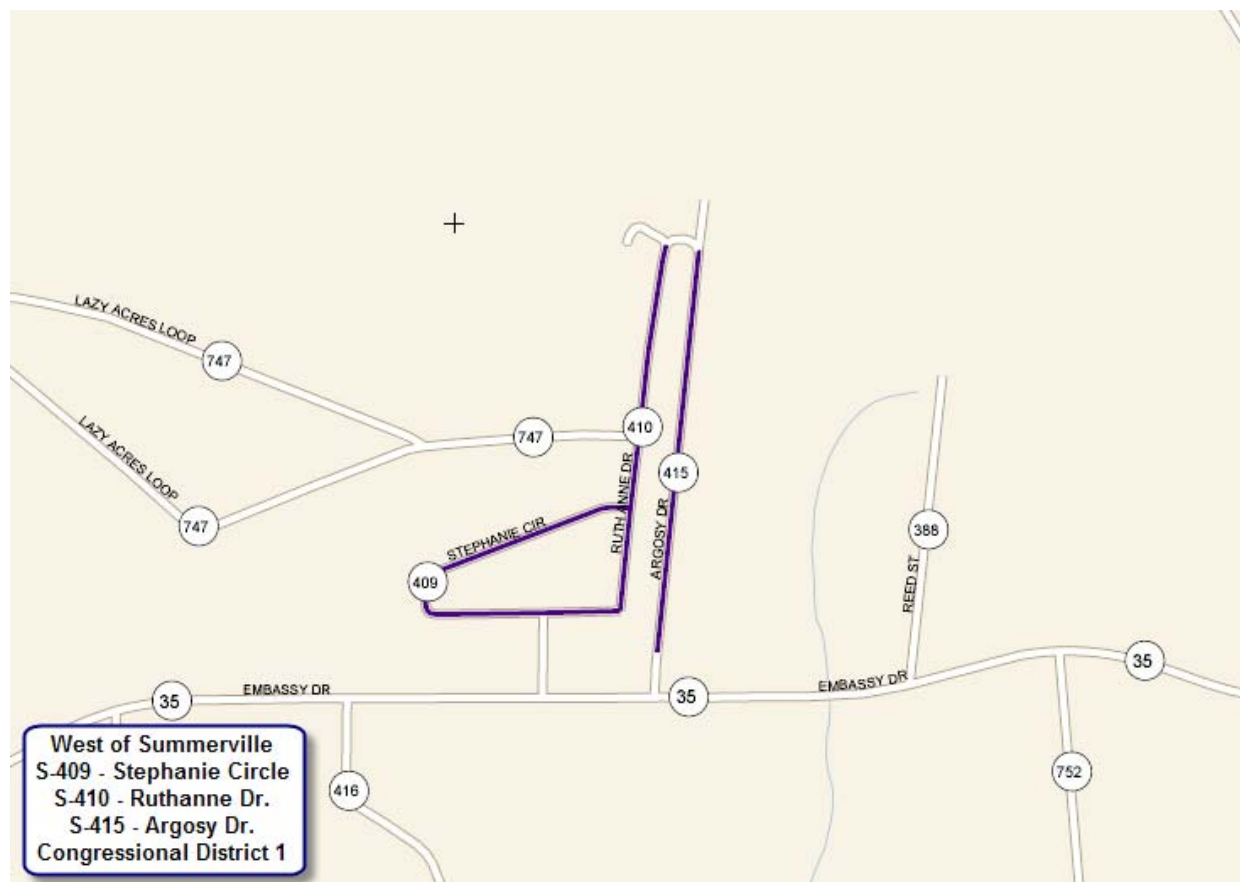 LAZY ACRES LOOP
747
410
747
LAZY ACRES LOOP
415
RUTH ANNE DR
ARGOSY DR
747
STEPHANIE CIR
388
409
REED ST
35
EMBASSY DR
35
EMBASSY DR
35
West of Summerville
S-409 - Stephanie Circle
S-410 - Ruthanne Dr.
S-415 - Argosy Dr.
Congressional District 1
416
752